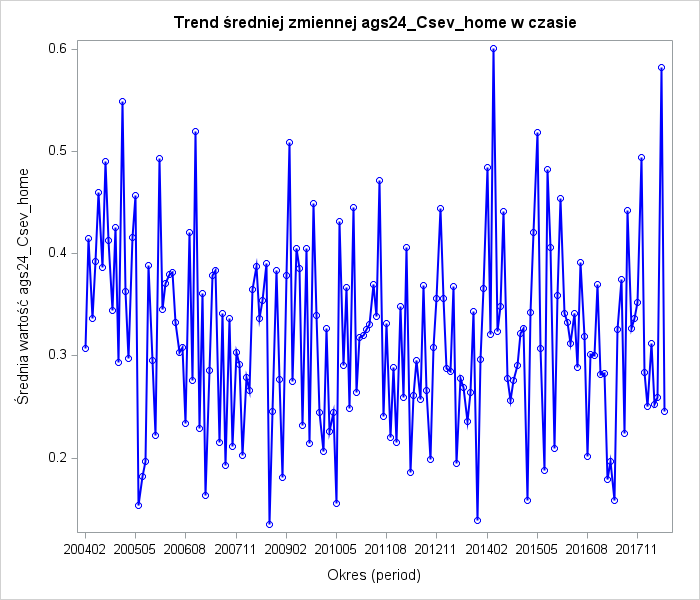 Trend średniej zmiennej ags24_Csev_home w czasie
Średnia wartość ags24_Csev_home
0.6
0.5
0.4
0.3
0.2
200402 200505 200608 200711 200902 201005 201108 201211 201402 201505 201608 201711
Okres (period)